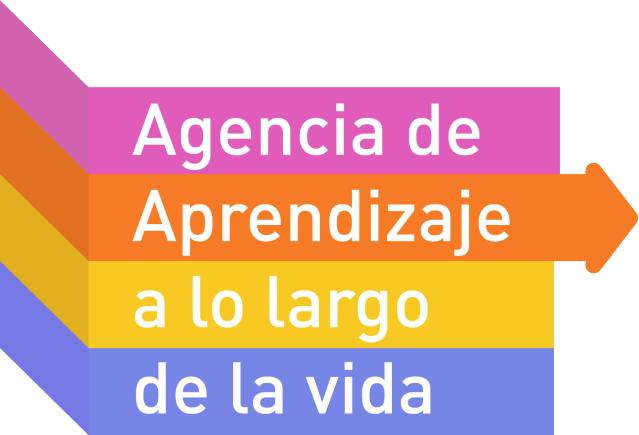 Agencia de
Aprendizaje
a lo largo
de la vida